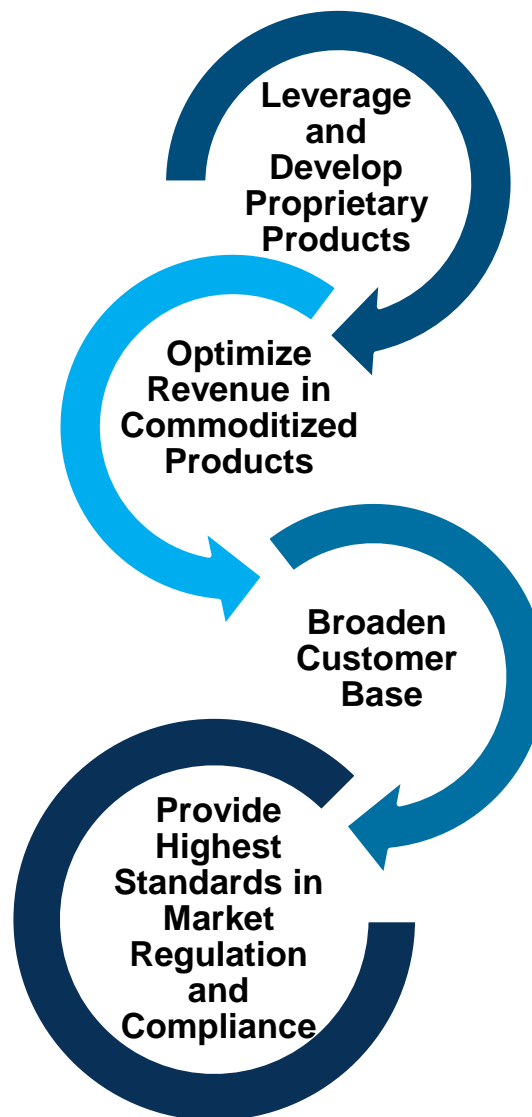 Leverage
and
Develop
Proprietary
Products
Optimize
Revenue in
Commoditized
Products
Broaden
Customer
Base
Provide
Highest
Standards in
Market
Regulation
and
Compliance